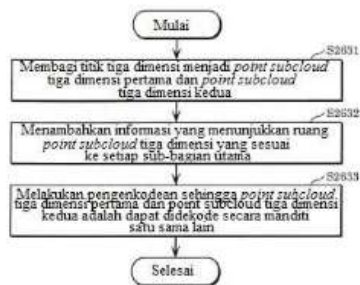 Mulai
S2631
Membagi titik tiga dimensi menjadi point subcloud
tiga dimensi pertama dan point subcloud
tiga dimensi kedua
S2632
Menambahkan informasi yang menunjukkan ruang
point subcloud tiga dimensi yang sesuai
ke setiap sub-bagian utama
S2633
Melakukan pengenkodean sehingga point subcloud
tiga dimensi pertama dan point subcloud tiga dimensi
kedua adalah dapat didekode secara manditi
satu sama lain
Selesai